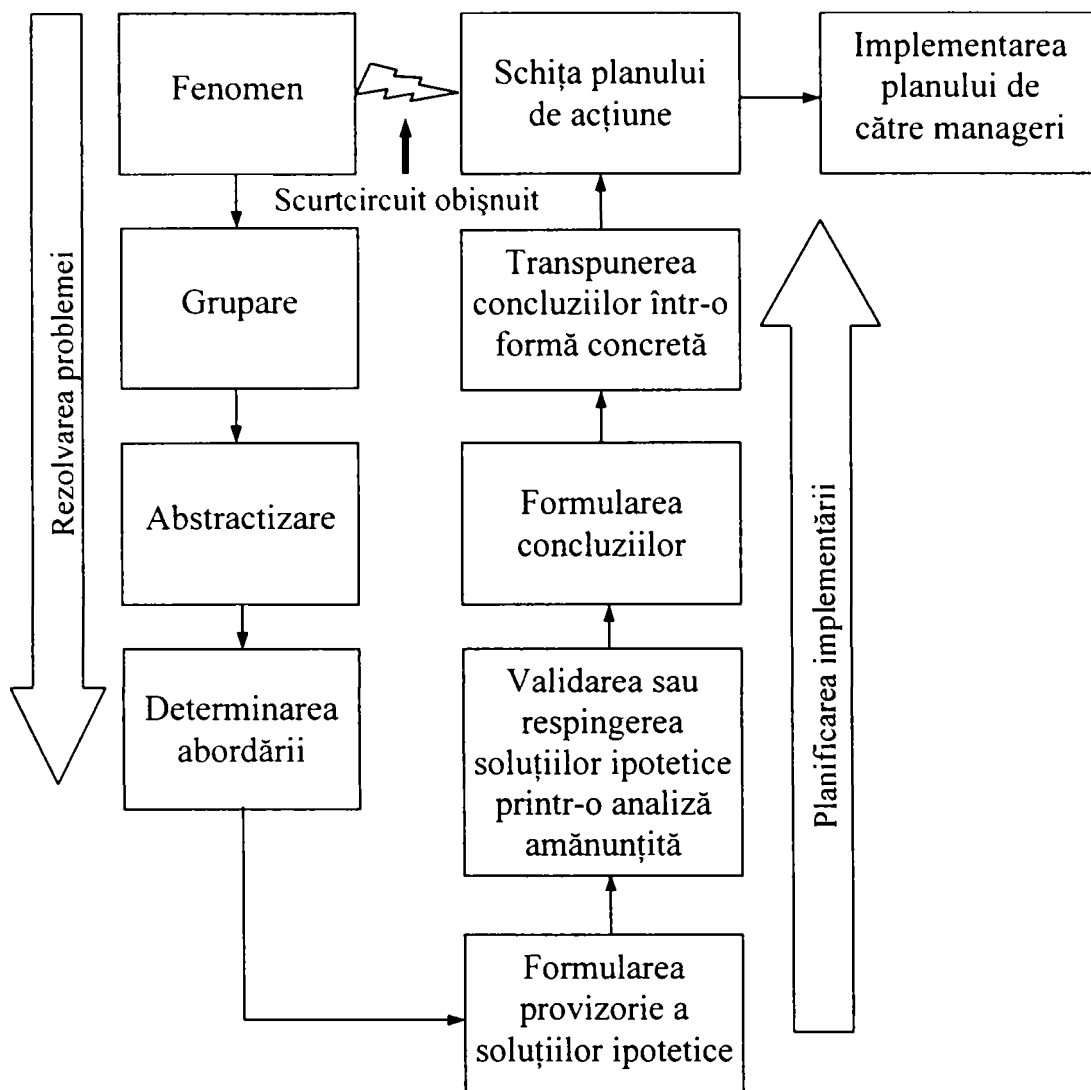 Fenomen
Schița planului
de acțiune
Implementarea
planului de
către manageri
Scurtcircuit obişnuit
Rezolvarea problemei
Grupare
Transpunerea
concluziilor într-o
formă concretă
Abstractizare
Formularea
concluziilor
Planificarea implementării
Determinarea
abordării
Validarea sau
respingerea
soluțiilor ipotetice
printr-o analiză
amănunțită
Formularea
provizorie a
soluțiilor ipotetice